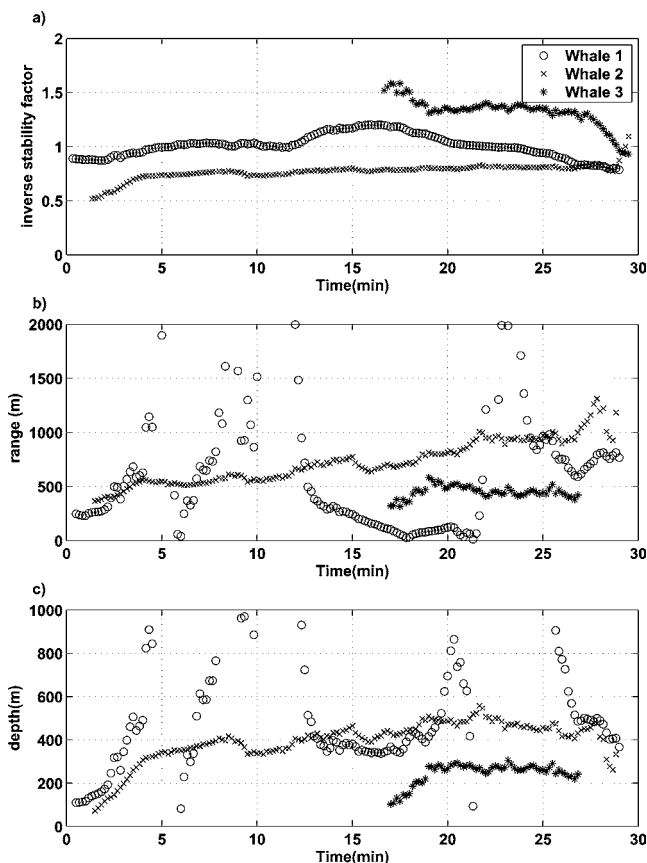 a)
2
1.5
1
0.5
0
inverse stability factor
Whale 1
Whale 2
Whale 3
0 5 10 15 20 25 30
Time(min)
b)
2000
1500
1000
500
0
range (m)
0 5 10 15 20 25 30
Time(min)
c)
1000
800
600
400
200
0
depth(m)
0 5 10 15 20 25 30
Time(min)